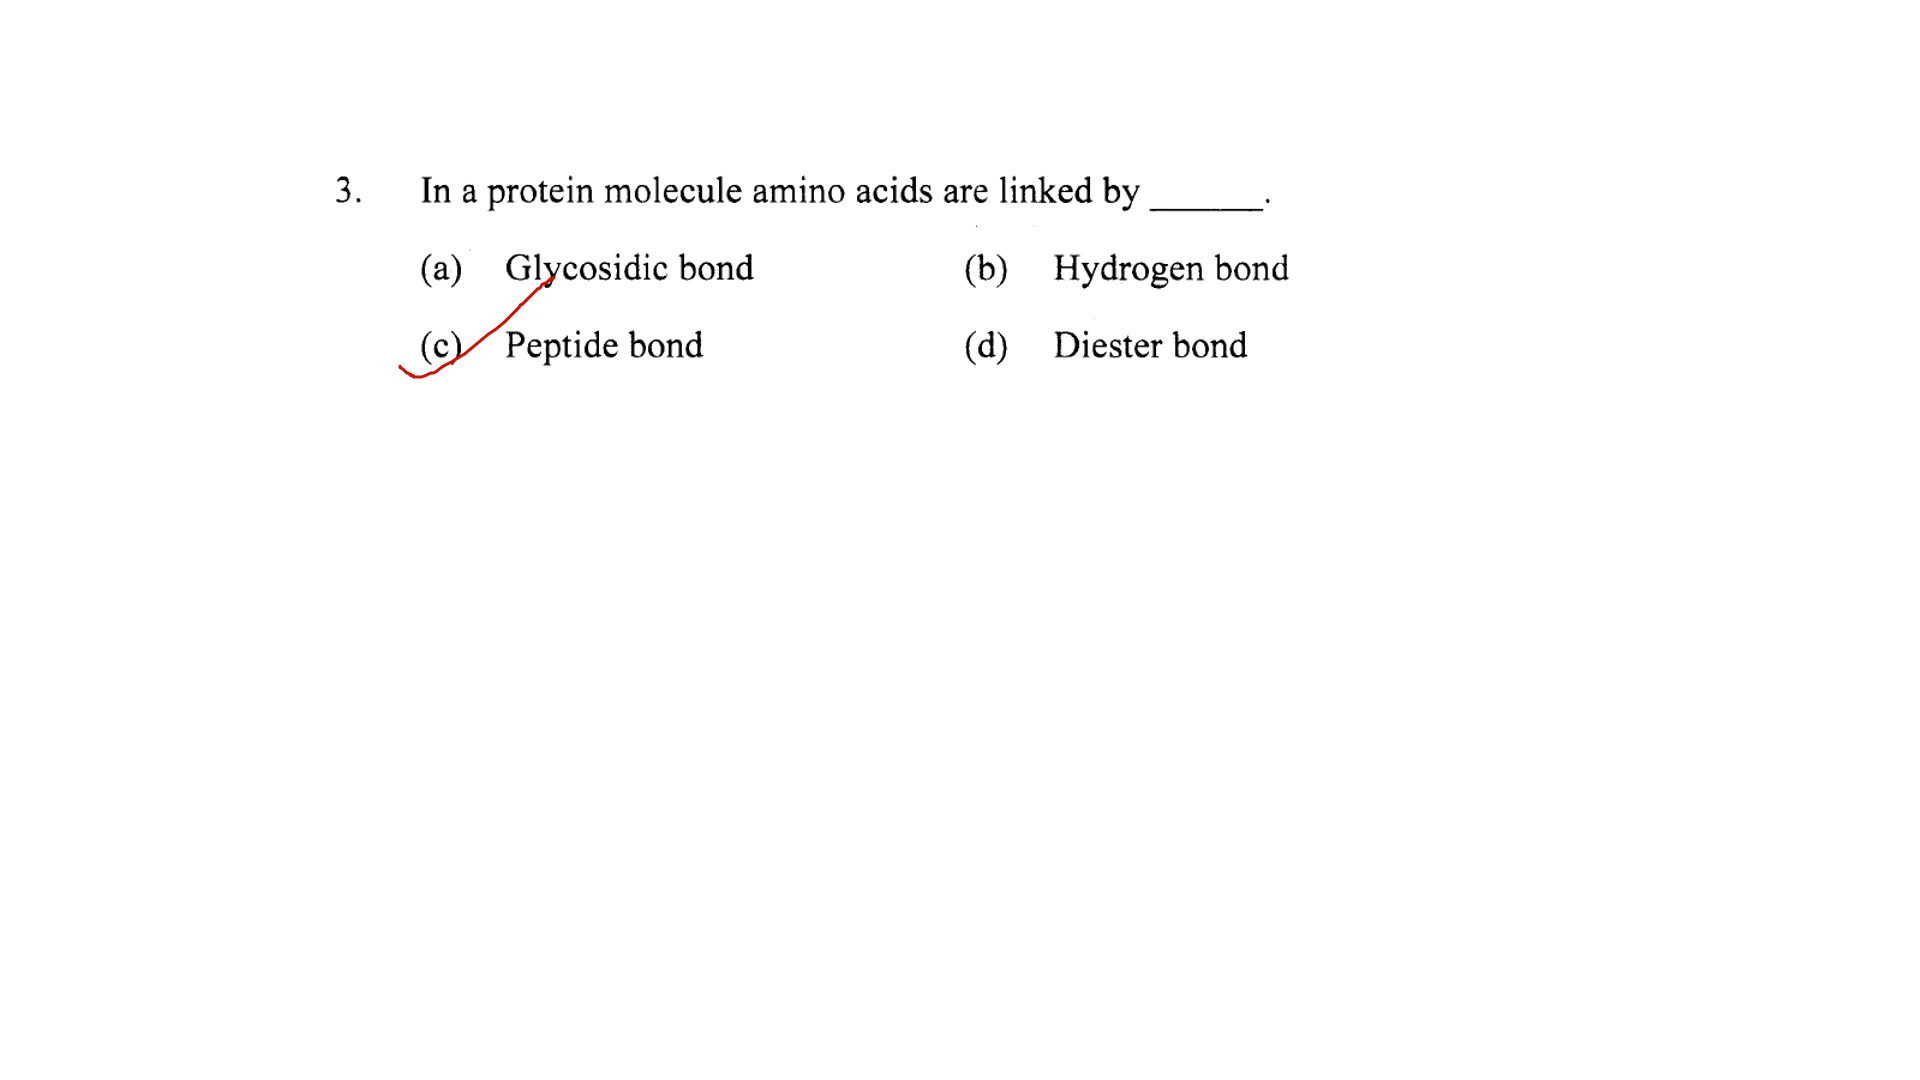 3. In a protein molecule amino acids are linked by ______.
(a) Glycosidic bond (b) Hydrogen bond
(c) Peptide bond (d) Diester bond